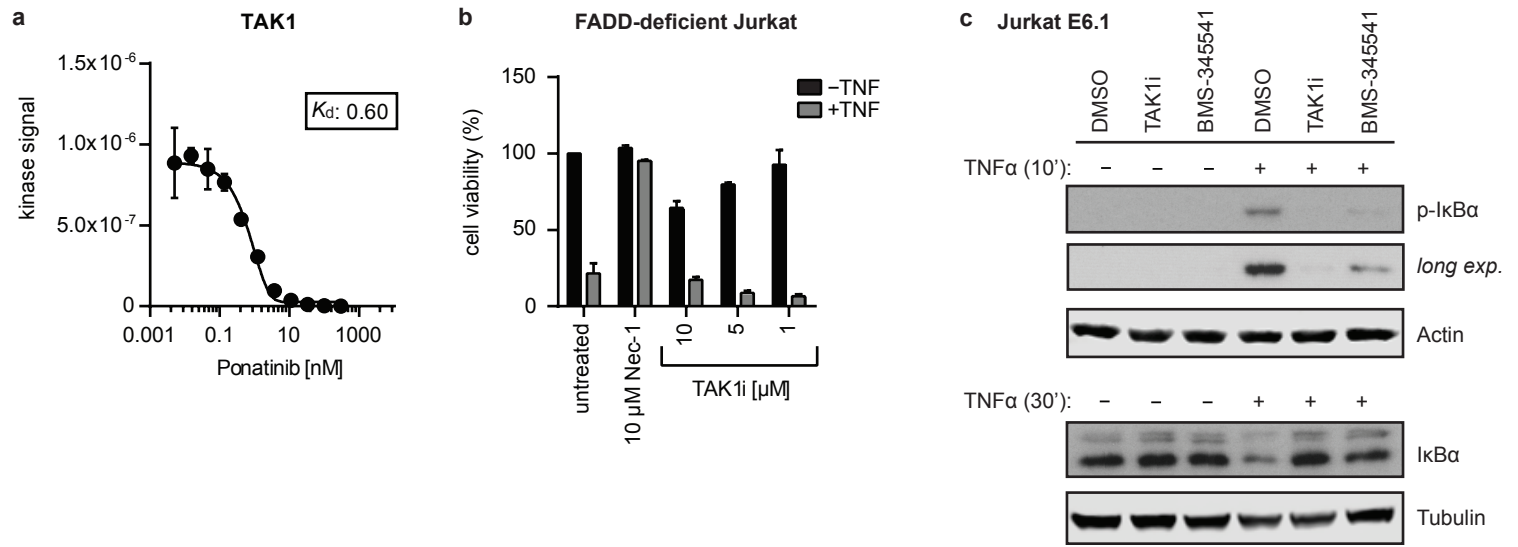 a
TAK1
1.5x10-6
1.0x10-6
5.0x10-7
0
kinase signal
Kd: 0.60
0.001
0.1
10
1000
Ponatinib [nM]
b
FADD-deficient Jurkat
150
100
50
0
cell viability (%)
−TNF
+TNF
untreated
10 µM Nec-1
10
5
1
TAK1i [µM]
c
Jurkat E6.1
DMSO
TAK1i
BMS-345541
DMSO
TAK1i
BMS-345541
TNFα (10'): − − − + + +
p-IκBα
long exp.
Actin
TNFα (30'): − − − + + +
IκBα
Tubulin